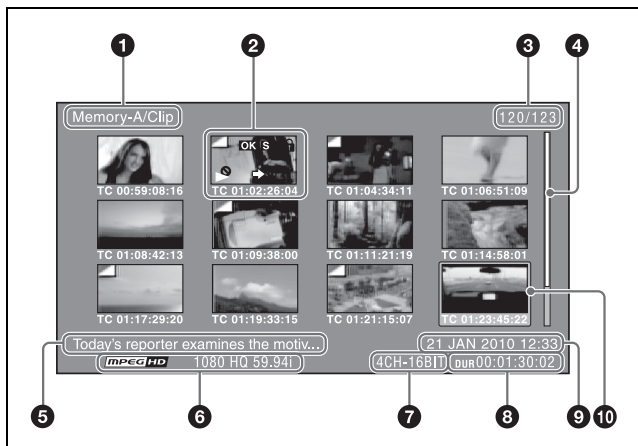 1 2 3 4
Memory-A/Clip 120/123
OK S
TC 00:59:08:16 TC 01:02:26:04 TC 01:04:34:11 TC 01:06:51:09
TC 01:08:42:13 TC 01:09:38:00 TC 01:11:21:19 TC 01:14:58:01
TC 01:17:29:20 TC 01:19:33:15 TC 01:21:15:07 TC 01:23:45:22
Today's reporter examines the motiv... 21 JAN 2010 12:33
MPEG HD 1080 HQ 59.94i 4CH-16BIT DUR 00:01:30:02
5 6 7 8 9 10